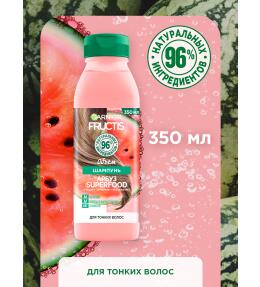 НАТУРАЛЬНЫХ
96%
ИНГРЕДИЕНТОВ
350 мл
350 МЛ
GARNIER
FRUCTIS
96%
Объем
ШАМПУНЬ
АРБУЗ
SUPERFOOD
ДЛЯ ТОНКИХ ВОЛОС
ДЛЯ ТОНКИХ ВОЛОС